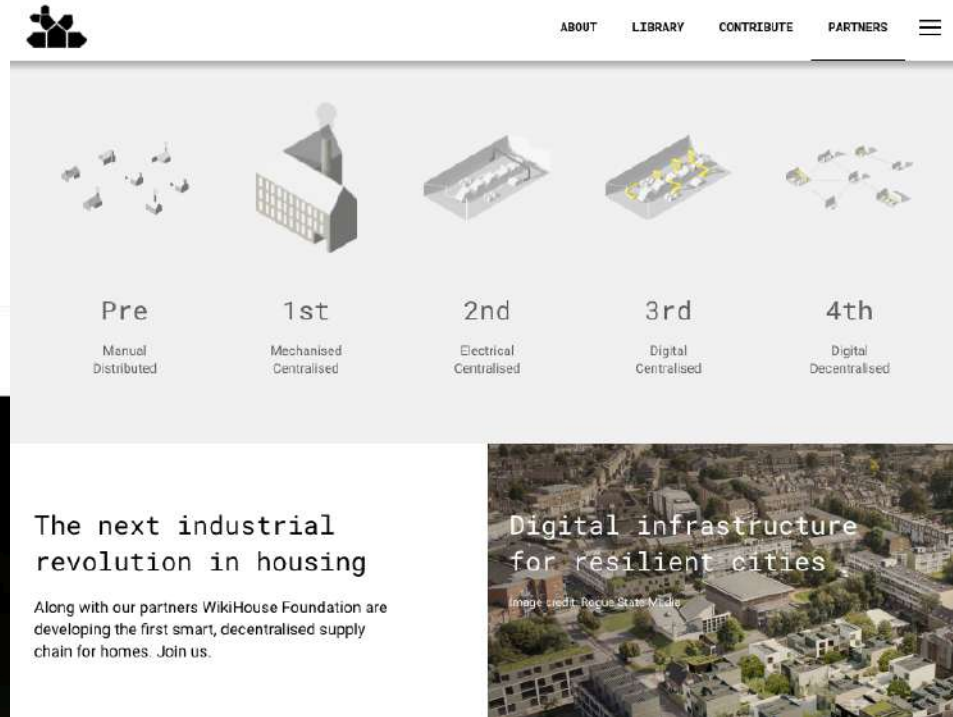 ABOUT LIBRARY CONTRIBUTE PARTNERS
Pre 1st 2nd 3rd 4th
Manual Mechanised Electrical Digital Digital
Distributed Centralised Centralised Centralised Decentralised
The next industrial
revolution in housing
Along with our partners WikiHouse Foundation are
developing the first smart, decentralised supply
chain for homes. Join us.
Digital infrastructure
for resilient cities
Image credit: Rogue State Media